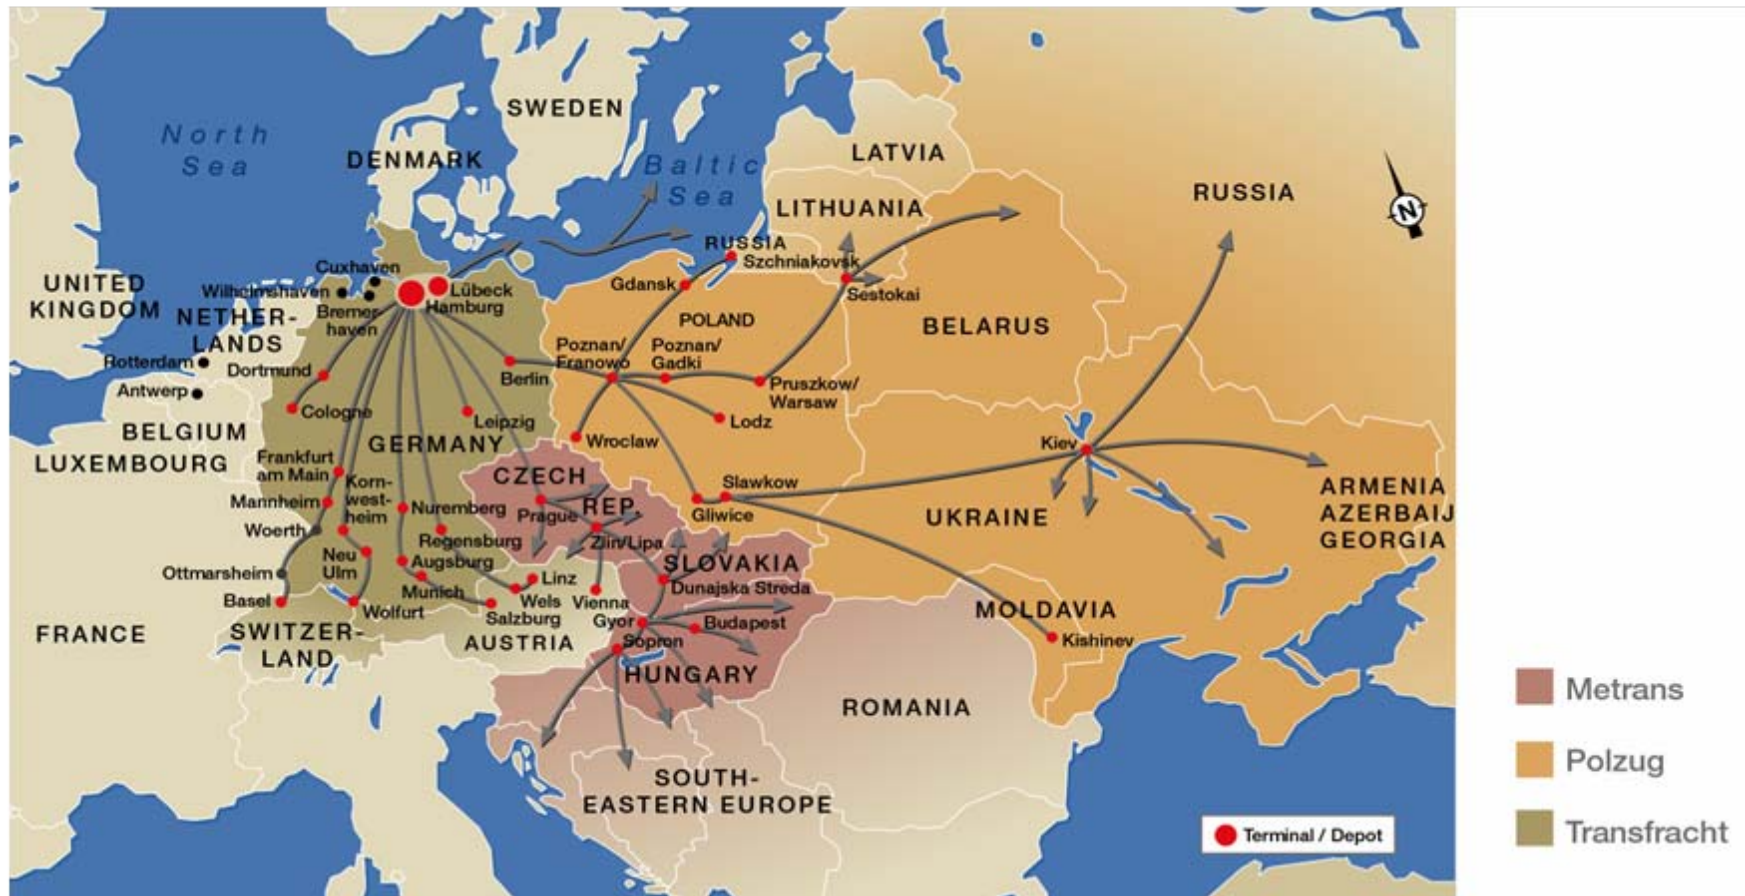 North
Sea
SWEDEN
DENMARK
Baltic
Sea
LATVIA
LITHUANIA
RUSSIA
N
RUSSIA
Szchniakovsk
UNITED
KINGDOM
Cuxhaven
Wilhelmshaven
Bremer-
haven
Lübeck
Hamburg
NETHER-
LANDS
Gdansk
Sestokai
POLAND
BELARUS
Rotterdam
Antwerp
Dortmund
Cologne
Berlin
Poznan/
Franowo
Poznan/
Gadki
Pruszkow/
Warsaw
Lodz
Leipzig
Wroclaw
BELGIUM
LUXEMBOURG
GERMANY
Kiev
Frankfurt
am Main
Mannheim
Woerth
Korn-
west-
heim
Nuremberg
Regensburg
CZECH
REP.
Prague
Zlin/Lipa
Slawkow
Gliwice
UKRAINE
ARMENIA
AZERBAIJ
GEORGIA
Ottmarsheim
Basel
Neu
Ulm
Augsburg
Munich
Wolfurt
Linz
Wels
Salzburg
Vienna
SLOVAKIA
Dunajska Streda
FRANCE
SWITZER-
LAND
AUSTRIA
Gyor
Sopron
Budapest
HUNGARY
MOLDAVIA
Kishinev
ROMANIA
SOUTH-
EASTERN EUROPE
Terminal / Depot
Metrans
Polzug
Transfracht